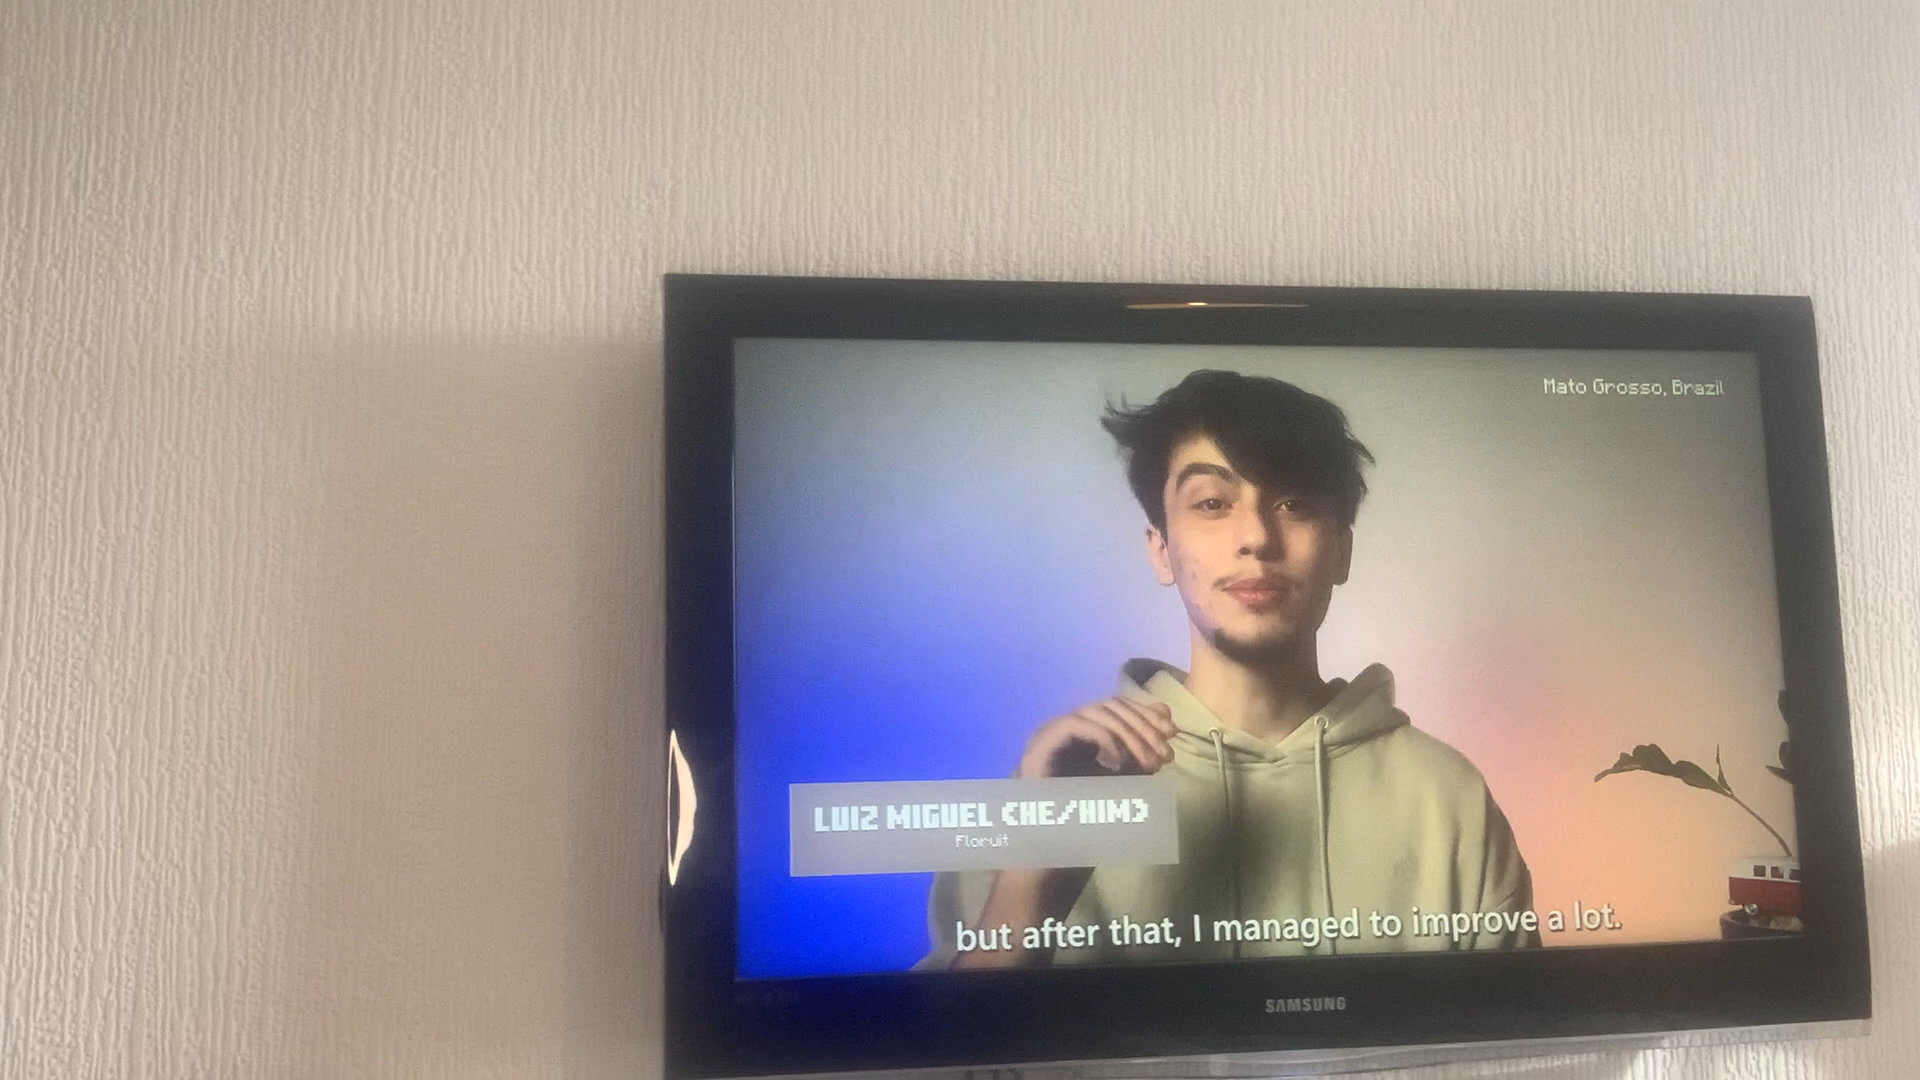 Mato Grosso, Brazil
LUIZ MIGUEL (HE/HIM)
Floruit
but after that, I managed to improve a lot.
SAMSUNG